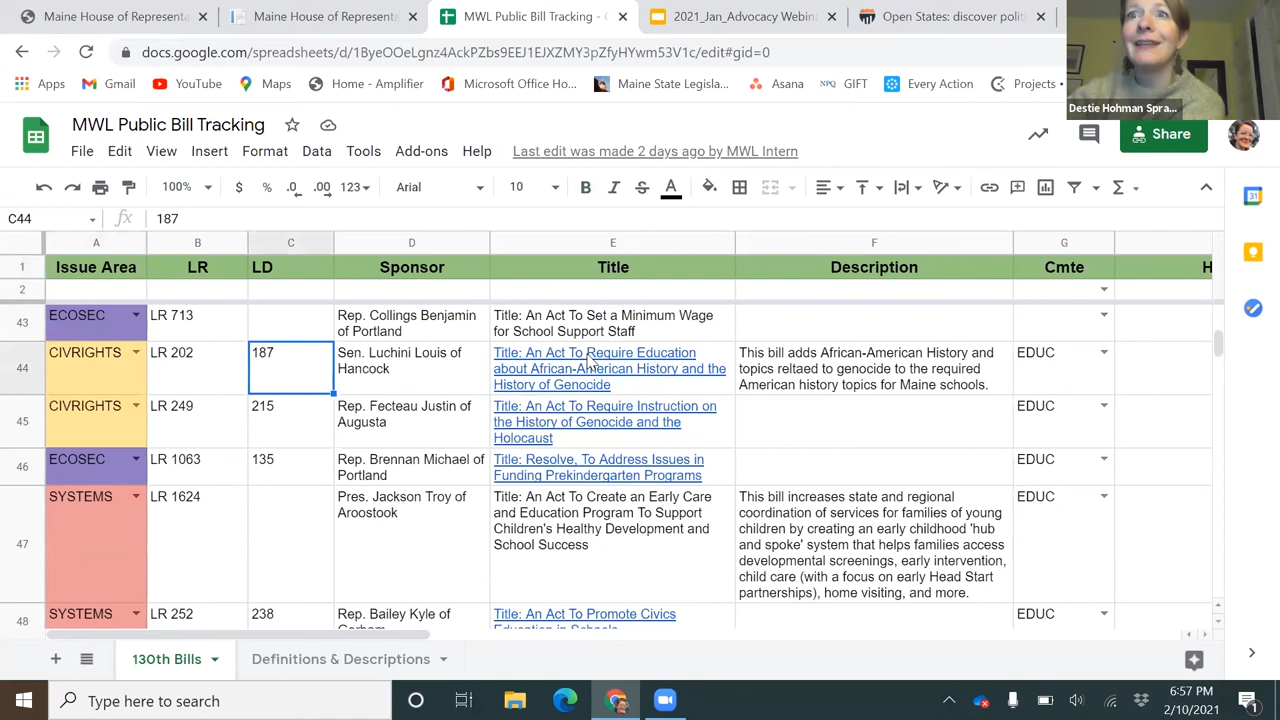 Maine House of Represent
Maine House of Represent
MWL Public Bill Tracking - G
2021_Jan_Advocacy Webina
Open States: discover polit
docs.google.com/spreadsheets/d/1ByeOOeLgnz4AckPZbs9EEJ1EJXZMY3pZfyHYwm53V1c/edit#gid=0
Apps
Gmail
YouTube
Maps
Home - Amplifier
Microsoft Office Ho...
Maine State Legisla...
Asana
NPQ GIFT
Every Action
Projects
Destie Hohman Spra...
MWL Public Bill Tracking
Share
File Edit View Insert Format Data Tools Add-ons Help Last edit was made 2 days ago by MWL Intern
100% $ % .0 .00 123 Arial 10 B I S A
C44 fx 187
A B C D E F G
1 Issue Area LR LD Sponsor Title Description Cmte H
2
43 ECOSEC LR 713 Rep. Collings Benjamin Title: An Act To Set a Minimum Wage
of Portland for School Support Staff
44 CIVRIGHTS LR 202 187 Sen. Luchini Louis of Title: An Act To Require Education This bill adds African-American History and EDUC
Hancock about African-American History and the topics reltaed to genocide to the required
History of Genocide American history topics for Maine schools.
45 CIVRIGHTS LR 249 215 Rep. Fecteau Justin of Title: An Act To Require Instruction on EDUC
Augusta the History of Genocide and the
Holocaust
46 ECOSEC LR 1063 135 Rep. Brennan Michael of Title: Resolve, To Address Issues in EDUC
Portland Funding Prekindergarten Programs
47 SYSTEMS LR 1624 Pres. Jackson Troy of Title: An Act To Create an Early Care This bill increases state and regional EDUC
Aroostook and Education Program To Support coordination of services for families of young
Children's Healthy Development and children by creating an early childhood 'hub
School Success and spoke' system that helps families access
developmental screenings, early intervention,
child care (with a focus on early Head Start
partnerships), home visiting, and more.
48 SYSTEMS LR 252 238 Rep. Bailey Kyle of Title: An Act To Promote Civics EDUC
Gorham Education in Schools
130th Bills
Definitions & Descriptions
Type here to search
6:57 PM
2/10/2021
1